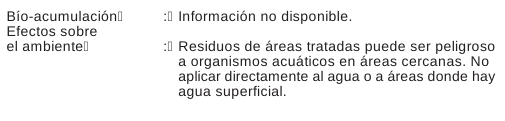 Bío-acumulación :  Información no disponible.
Efectos sobre
el ambiente :  Residuos de áreas tratadas puede ser peligroso
a organismos acuáticos en áreas cercanas. No
aplicar directamente al agua o a áreas donde hay
agua superficial.